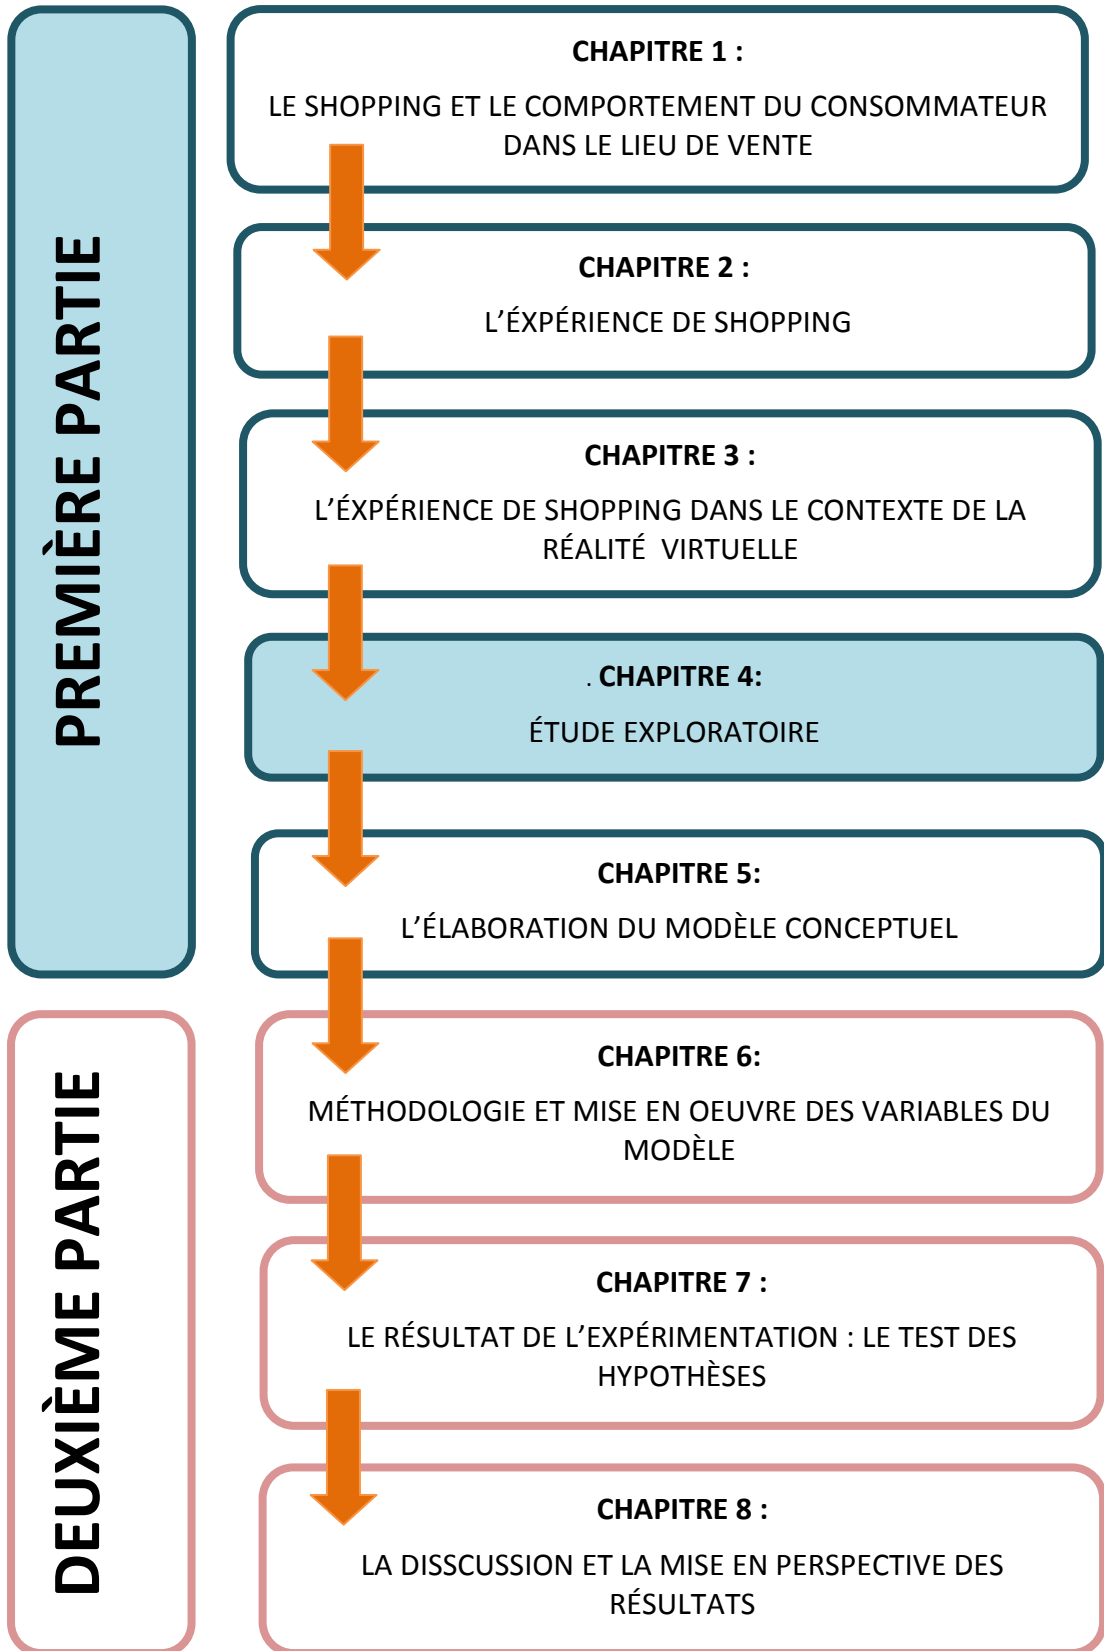 PREMIÈRE PARTIE
CHAPITRE 1 :
LE SHOPPING ET LE COMPORTEMENT DU CONSOMMATEUR
DANS LE LIEU DE VENTE
CHAPITRE 2 :
L’ÉXPÉRIENCE DE SHOPPING
CHAPITRE 3 :
L’ÉXPÉRIENCE DE SHOPPING DANS LE CONTEXTE DE LA
RÉALITÉ VIRTUELLE
. CHAPITRE 4:
ÉTUDE EXPLORATOIRE
CHAPITRE 5:
L’ÉLABORATION DU MODÈLE CONCEPTUEL
DEUXIÈME PARTIE
CHAPITRE 6:
MÉTHODOLOGIE ET MISE EN OEUVRE DES VARIABLES DU
MODÈLE
CHAPITRE 7 :
LE RÉSULTAT DE L’EXPÉRIMENTATION : LE TEST DES
HYPOTHÈSES
CHAPITRE 8 :
LA DISSCUSSION ET LA MISE EN PERSPECTIVE DES
RÉSULTATS